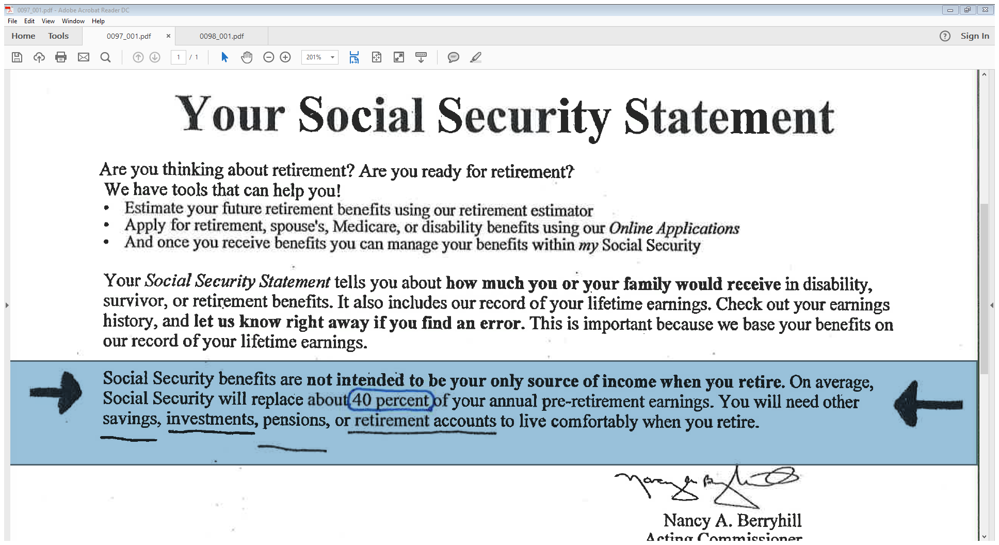 0097_001.pdf - Adobe Acrobat Reader DC
File Edit View Window Help
Home Tools 0097_001.pdf × 0098_001.pdf ? Sign In
1 / 1 201%
Your Social Security Statement
Are you thinking about retirement? Are you ready for retirement?
We have tools that can help you!
• Estimate your future retirement benefits using our retirement estimator
• Apply for retirement, spouse's, Medicare, or disability benefits using our Online Applications
• And once you receive benefits you can manage your benefits within my Social Security
Your Social Security Statement tells you about how much you or your family would receive in disability,
survivor, or retirement benefits. It also includes our record of your lifetime earnings. Check out your earnings
history, and let us know right away if you find an error. This is important because we base your benefits on
our record of your lifetime earnings.
Social Security benefits are not intended to be your only source of income when you retire. On average,
Social Security will replace about 40 percent of your annual pre-retirement earnings. You will need other
savings, investments, pensions, or retirement accounts to live comfortably when you retire.
Nancy A. Berryhill
Nancy A. Berryhill
Acting Commissioner